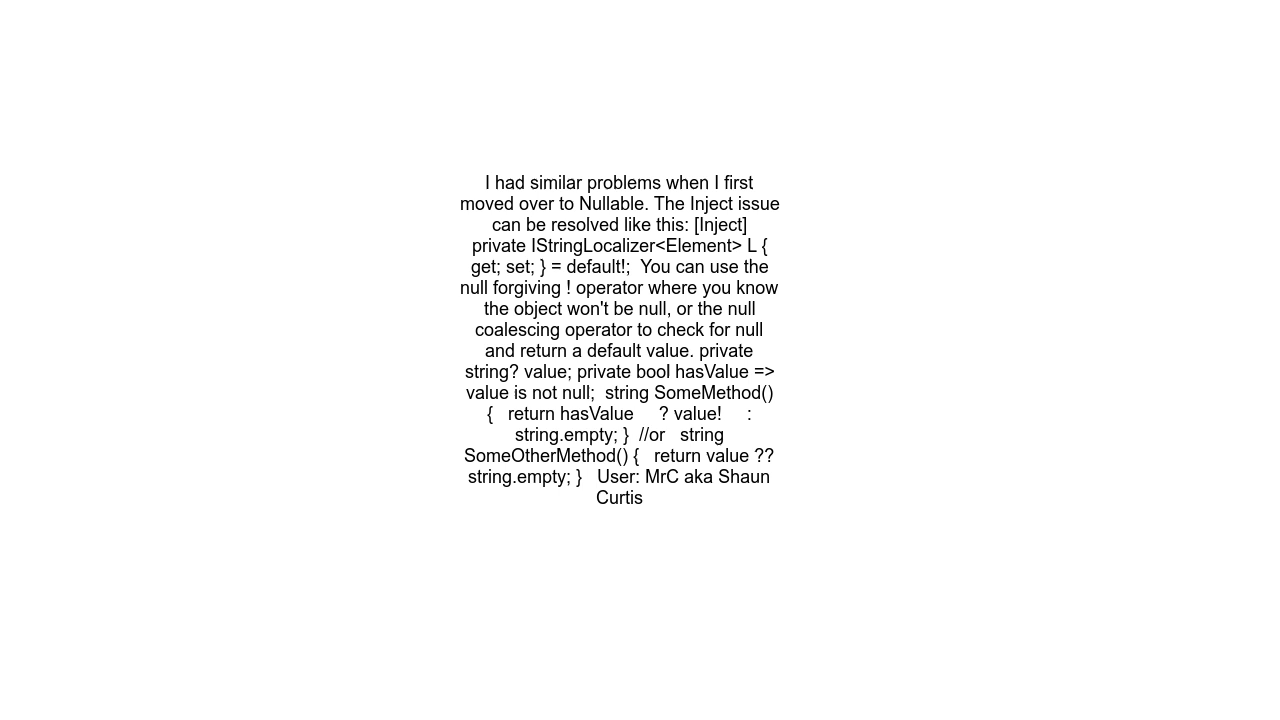 I had similar problems when I first
moved over to Nullable. The Inject issue
can be resolved like this: [Inject]
private IStringLocalizer<Element> L {
get; set; } = default!;  You can use the
null forgiving ! operator where you know
the object won't be null, or the null
coalescing operator to check for null
and return a default value. private
string? value; private bool hasValue =>
value is not null;  string SomeMethod()
{   return hasValue     ? value!     :
string.empty; }  //or   string
SomeOtherMethod() {   return value ??
string.empty; }   User: MrC aka Shaun
Curtis